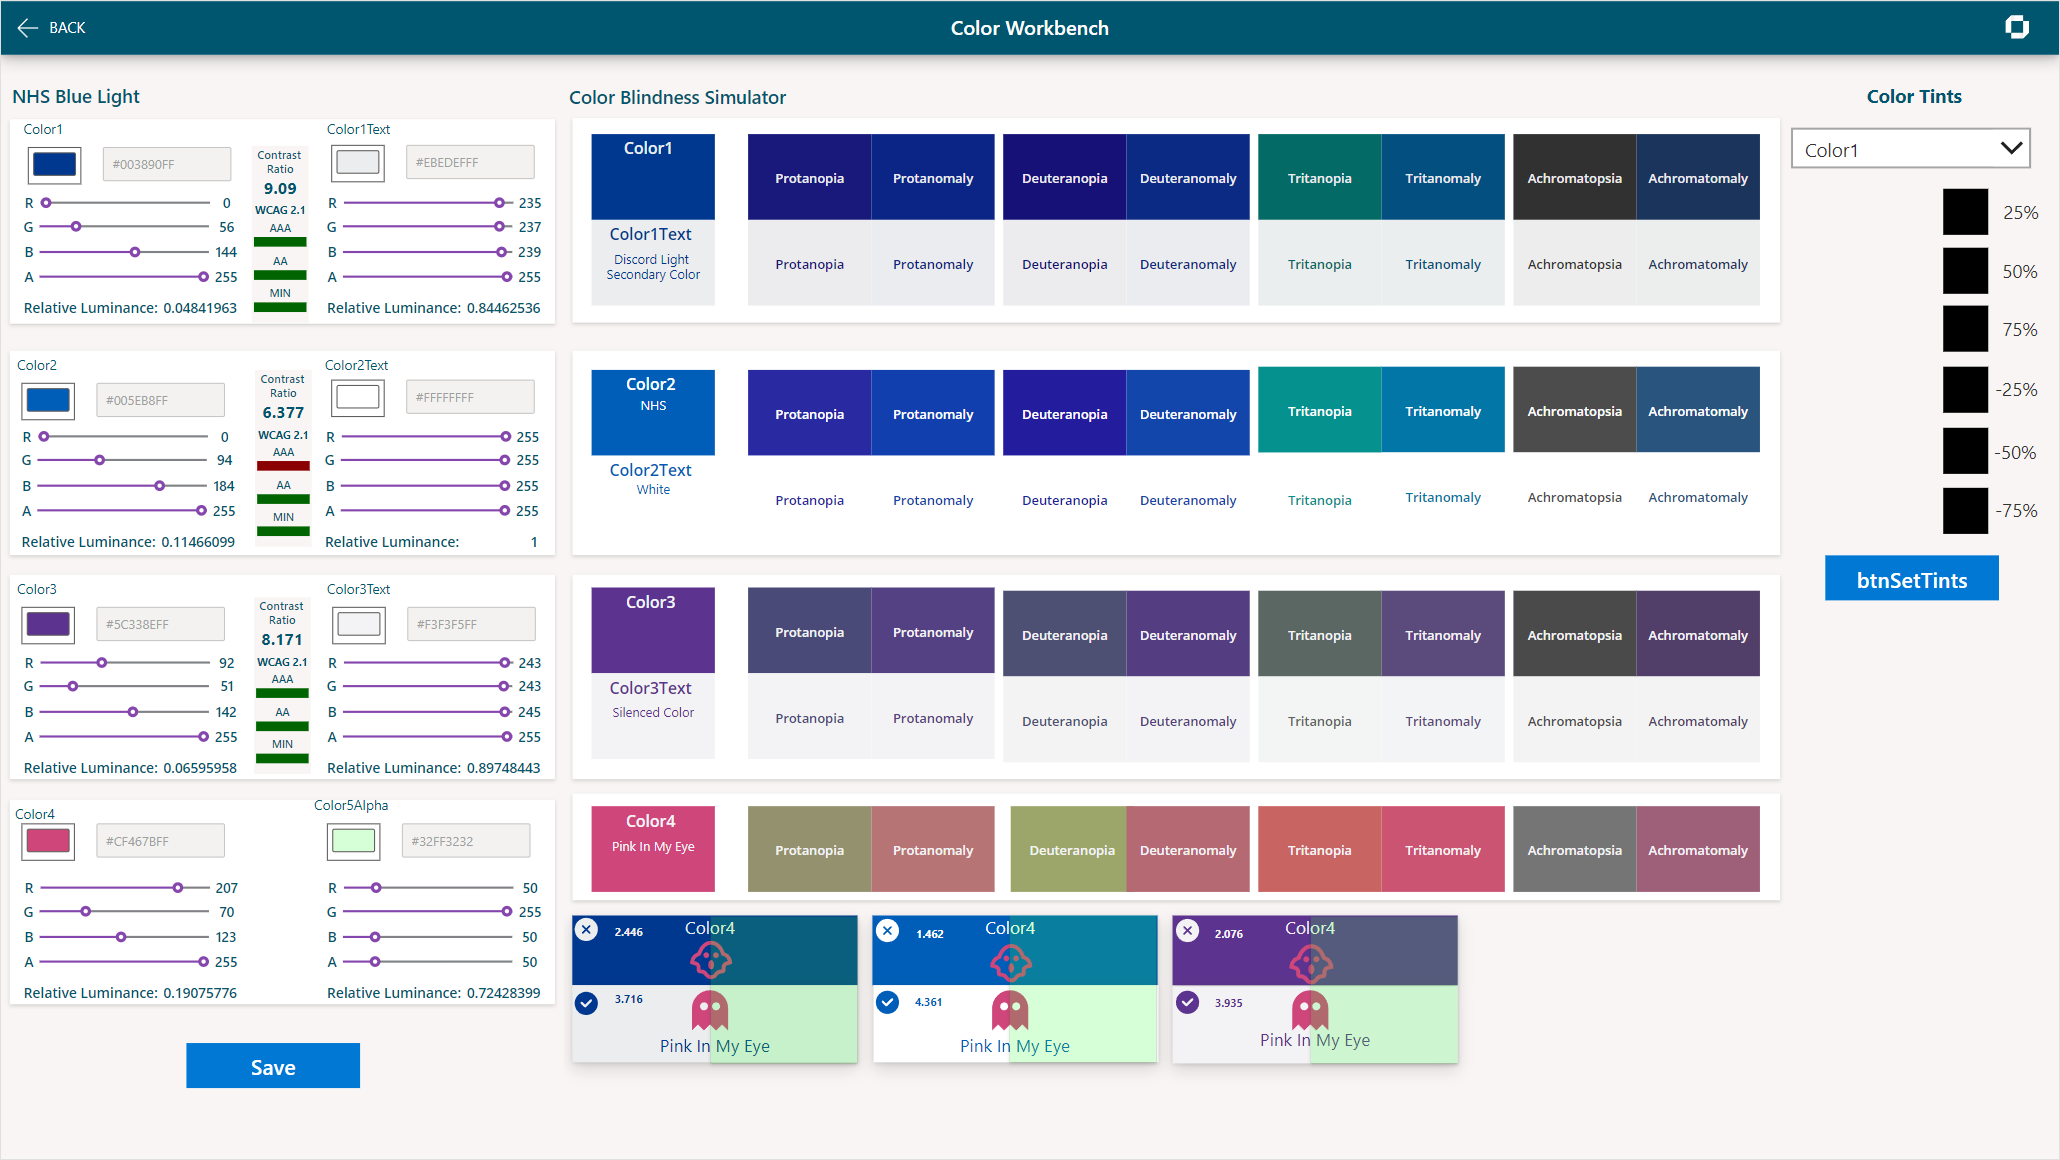 BACK
Color Workbench
NHS Blue Light
Color1
#003890FF
R 0
G 56
B 144
A 255
Relative Luminance: 0.04841963
Contrast
Ratio
9.09
WCAG 2.1
AAA
AA
MIN
Color1Text
#EBEDEFFF
R 235
G 237
B 239
A 255
Relative Luminance: 0.84462536
Color2
#005EB8FF
R 0
G 94
B 184
A 255
Relative Luminance: 0.11466099
Contrast
Ratio
6.377
WCAG 2.1
AAA
AA
MIN
Color2Text
#FFFFFFFF
R 255
G 255
B 255
A 255
Relative Luminance: 1
Color3
#5C338EFF
R 92
G 51
B 142
A 255
Relative Luminance: 0.06595958
Contrast
Ratio
8.171
WCAG 2.1
AAA
AA
MIN
Color3Text
#F3F3F5FF
R 243
G 243
B 245
A 255
Relative Luminance: 0.89748443
Color4
#CF467BFF
R 207
G 70
B 123
A 255
Relative Luminance: 0.19075776
Color5Alpha
#32FF3232
R 50
G 255
B 50
A 50
Relative Luminance: 0.72428399
Save
Color Blindness Simulator
Color1
Protanopia Protanomaly Deuteranopia Deuteranomaly Tritanopia Tritanomaly Achromatopsia Achromatomaly
Color1Text
Discord Light
Secondary Color
Protanopia Protanomaly Deuteranopia Deuteranomaly Tritanopia Tritanomaly Achromatopsia Achromatomaly
Color2
NHS
Protanopia Protanomaly Deuteranopia Deuteranomaly Tritanopia Tritanomaly Achromatopsia Achromatomaly
Color2Text
White
Protanopia Protanomaly Deuteranopia Deuteranomaly Tritanopia Tritanomaly Achromatopsia Achromatomaly
Color3
Protanopia Protanomaly Deuteranopia Deuteranomaly Tritanopia Tritanomaly Achromatopsia Achromatomaly
Color3Text
Silenced Color
Protanopia Protanomaly Deuteranopia Deuteranomaly Tritanopia Tritanomaly Achromatopsia Achromatomaly
Color4
Pink In My Eye
Protanopia Protanomaly Deuteranopia Deuteranomaly Tritanopia Tritanomaly Achromatopsia Achromatomaly
2.446 Color4
3.716
Pink In My Eye
1.462 Color4
4.361
Pink In My Eye
2.076 Color4
3.935
Pink In My Eye
Color Tints
Color1
25%
50%
75%
-25%
-50%
-75%
btnSetTints